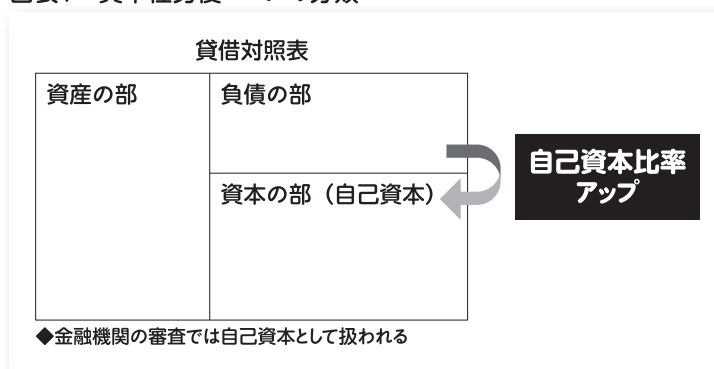 貸借対照表
資産の部
負債の部
資本の部（自己資本）
自己資本比率
アップ
◆金融機関の審査では自己資本として扱われる